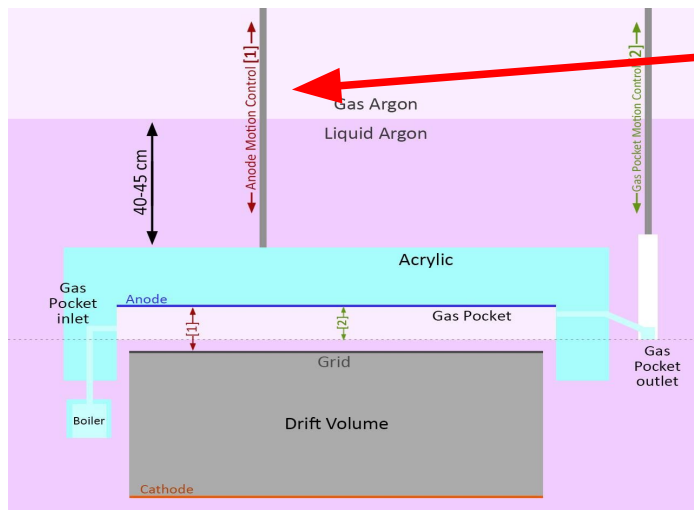 Anode Motion Control [1]
Gas Pocket Motion Control [2]
Gas Argon
Liquid Argon
40-45 cm
Acrylic
Gas
Pocket
inlet
Anode
Gas Pocket
[1]
[2]
Grid
Gas
Pocket
outlet
Boiler
Drift Volume
Cathode